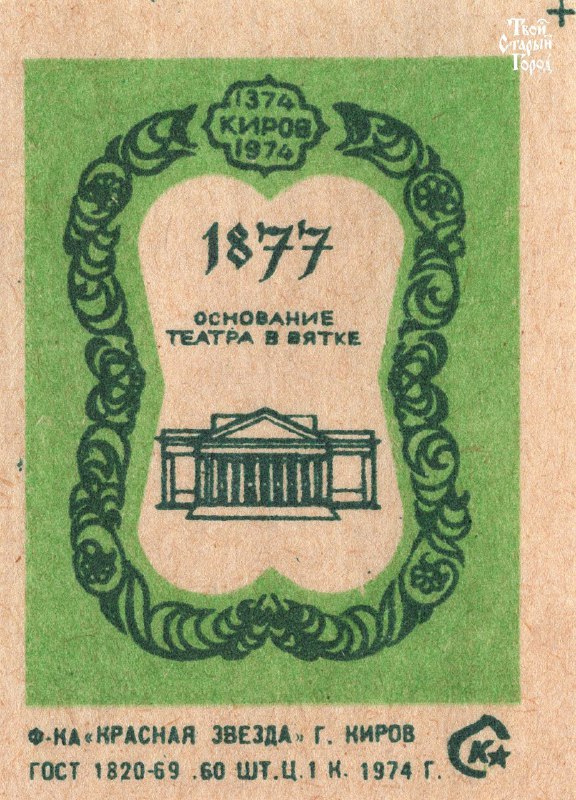 Твой
Старый
Город
1374
КИРОВ
1974
1877
ОСНОВАНИЕ
ТЕАТРА В ВЯТКЕ
Ф-КА «КРАСНАЯ ЗВЕЗДА» Г. КИРОВ
К
ГОСТ 1820-69 .60 ШТ.Ц.1 К. 1974 Г.